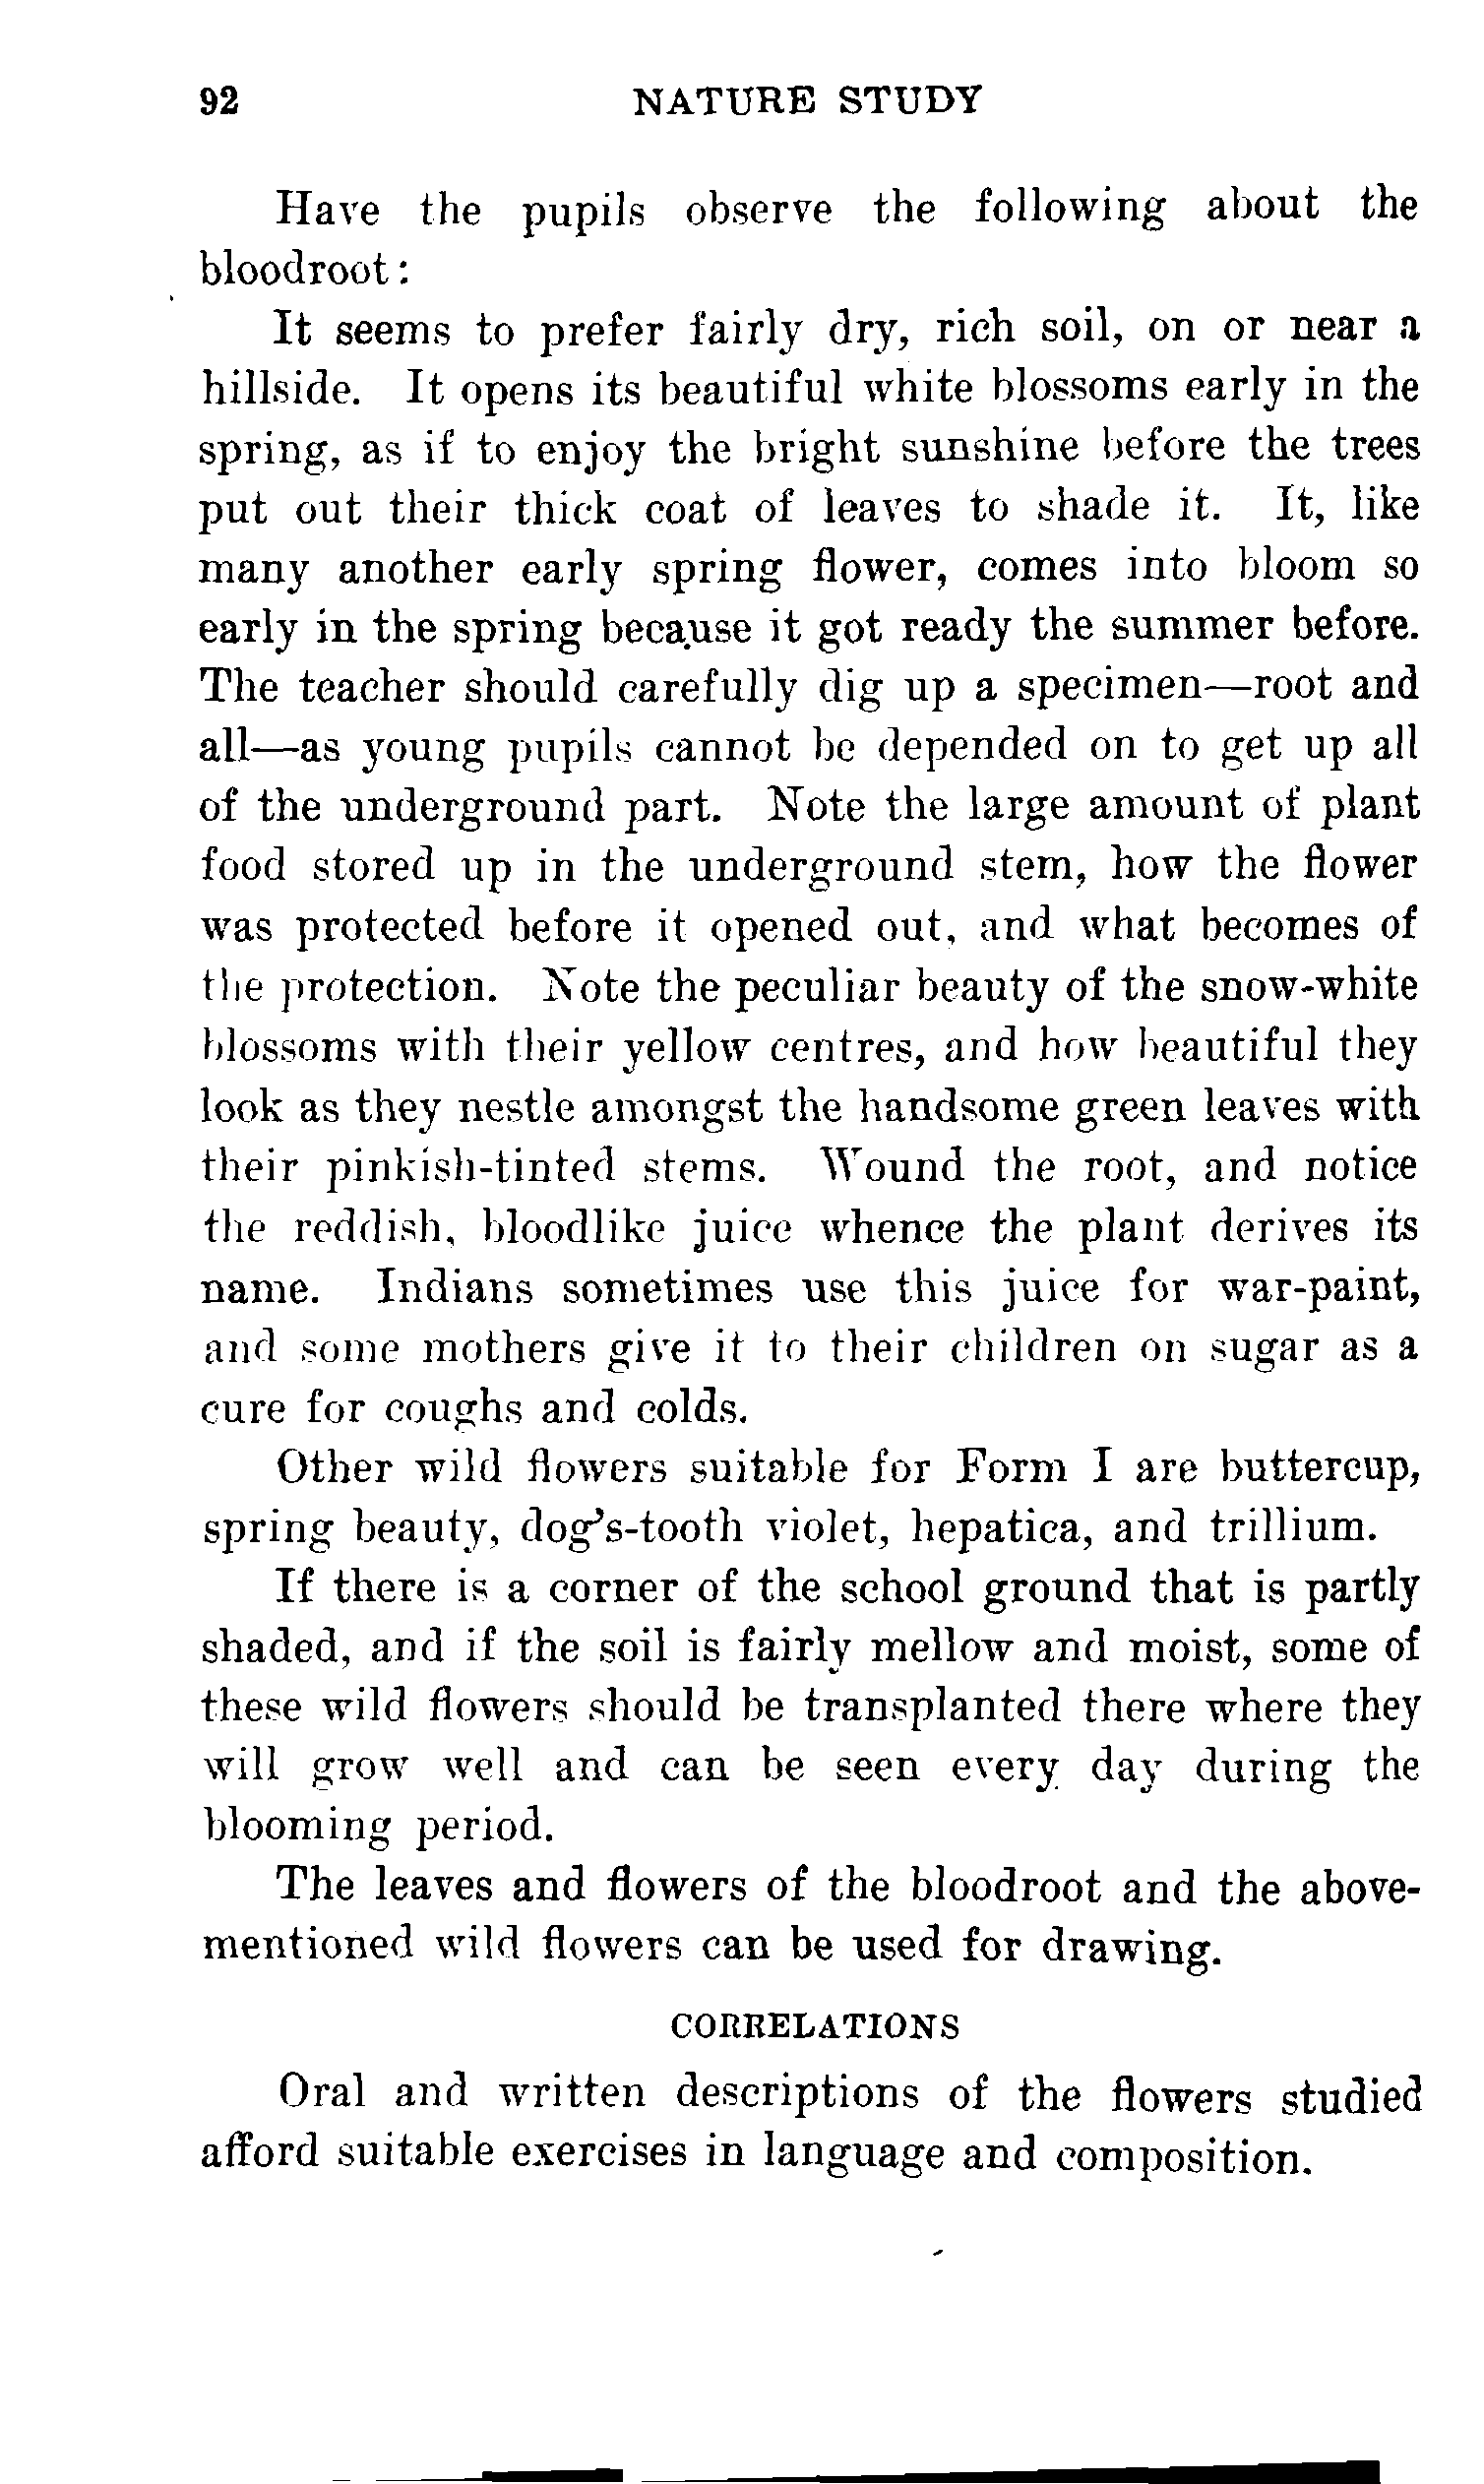 92 NATURE STUDY
Have the pupils observe the following about the
bloodroot:
It seems to prefer fairly dry, rich soil, on or near a
hillside. It opens its beautiful white blossoms early in the
spring, as if to enjoy the bright sunshine before the trees
put out their thick coat of leaves to shade it. It, like
many another early spring flower, comes into bloom so
early in the spring because it got ready the summer before.
The teacher should carefully dig up a specimen—root and
all—as young pupils cannot be depended on to get up all
of the underground part. Note the large amount of plant
food stored up in the underground stem, how the flower
was protected before it opened out, and what becomes of
the protection. Note the peculiar beauty of the snow-white
blossoms with their yellow centres, and how beautiful they
look as they nestle amongst the handsome green leaves with
their pinkish-tinted stems. Wound the root, and notice
the reddish, bloodlike juice whence the plant derives its
name. Indians sometimes use this juice for war-paint,
and some mothers give it to their children on sugar as a
cure for coughs and colds.
Other wild flowers suitable for Form I are buttercup,
spring beauty, dog's-tooth violet, hepatica, and trillium.
If there is a corner of the school ground that is partly
shaded, and if the soil is fairly mellow and moist, some of
these wild flowers should be transplanted there where they
will grow well and can be seen every day during the
blooming period.
The leaves and flowers of the bloodroot and the above-
mentioned wild flowers can be used for drawing.
CORRELATIONS
Oral and written descriptions of the flowers studied
afford suitable exercises in language and composition.